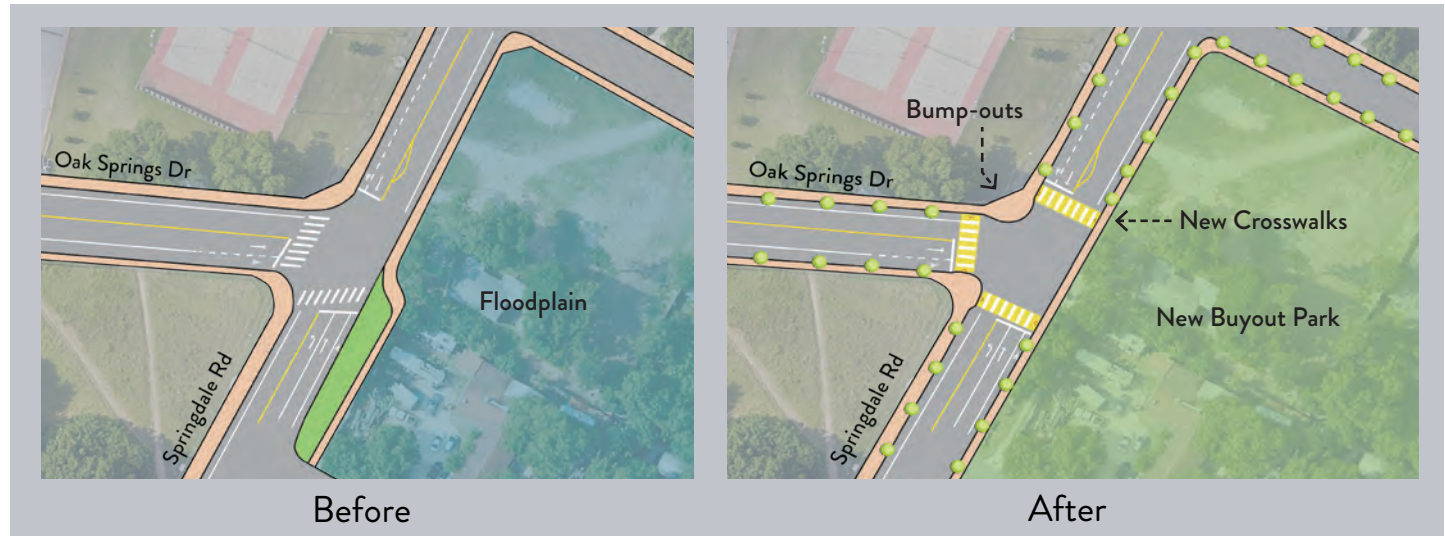 Oak Springs Dr
Floodplain
Springdale Rd
Before
Bump-outs
Oak Springs Dr
New Crosswalks
New Buyout Park
Springdale Rd
After